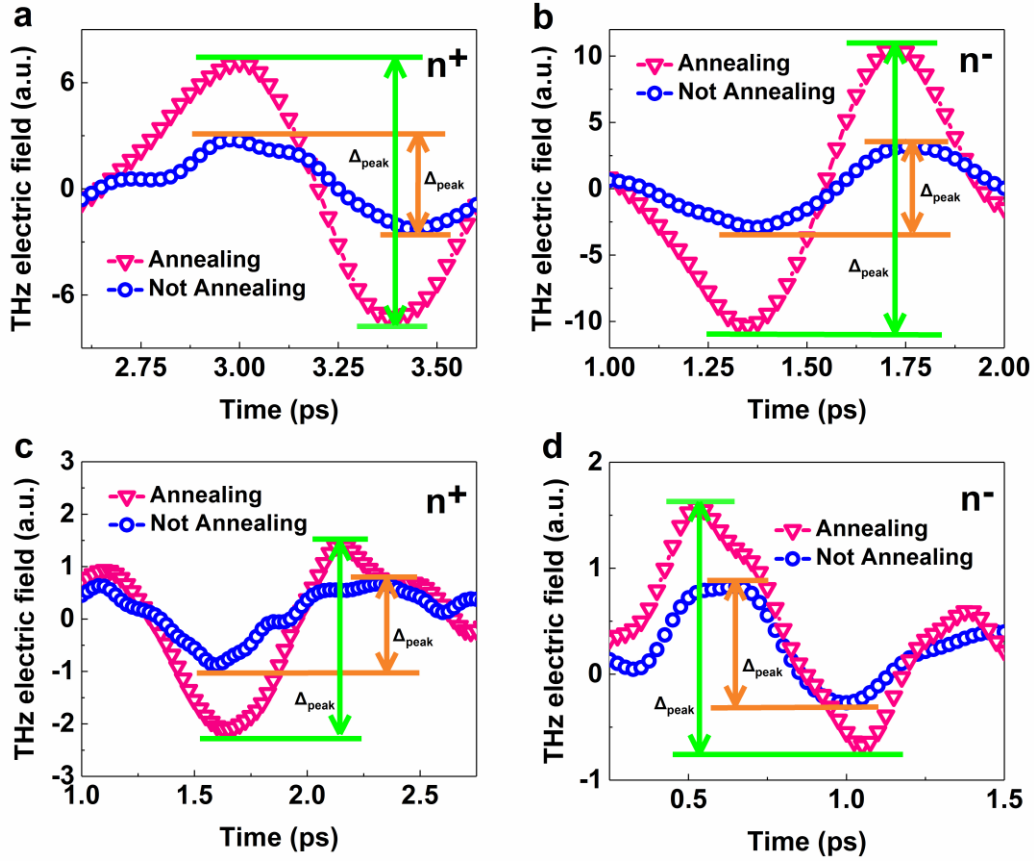 a
n+
THz electric field (a.u.)
6
0
-6
Δpeak
Δpeak
Annealing
Not Annealing
2.75
3.00
3.25
3.50
Time (ps)
b
n-
THz electric field (a.u.)
10
5
0
-5
-10
Annealing
Not Annealing
Δpeak
Δpeak
1.00
1.25
1.50
1.75
2.00
Time (ps)
c
n+
THz electric field (a.u.)
3
2
1
0
-1
-2
-3
Annealing
Not Annealing
Δpeak
Δpeak
1.0
1.5
2.0
2.5
Time (ps)
d
n-
THz electric field (a.u.)
2
1
0
-1
Annealing
Not Annealing
Δpeak
Δpeak
0.5
1.0
1.5
Time (ps)